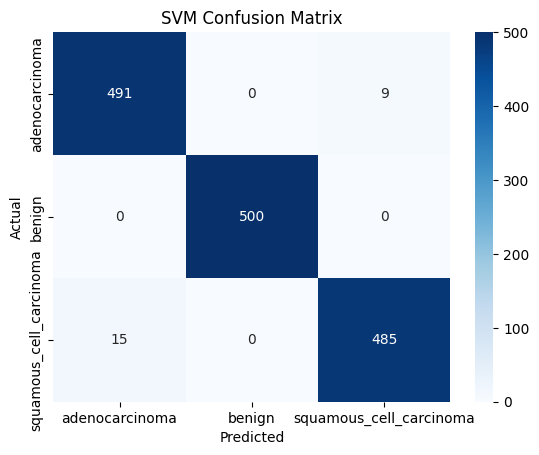 SVM Confusion Matrix
adenocarcinoma
491
0
9
benign
0
500
0
squamous_cell_carcinoma
15
0
485
Actual
adenocarcinoma
benign
squamous_cell_carcinoma
Predicted
500
400
300
200
100
0